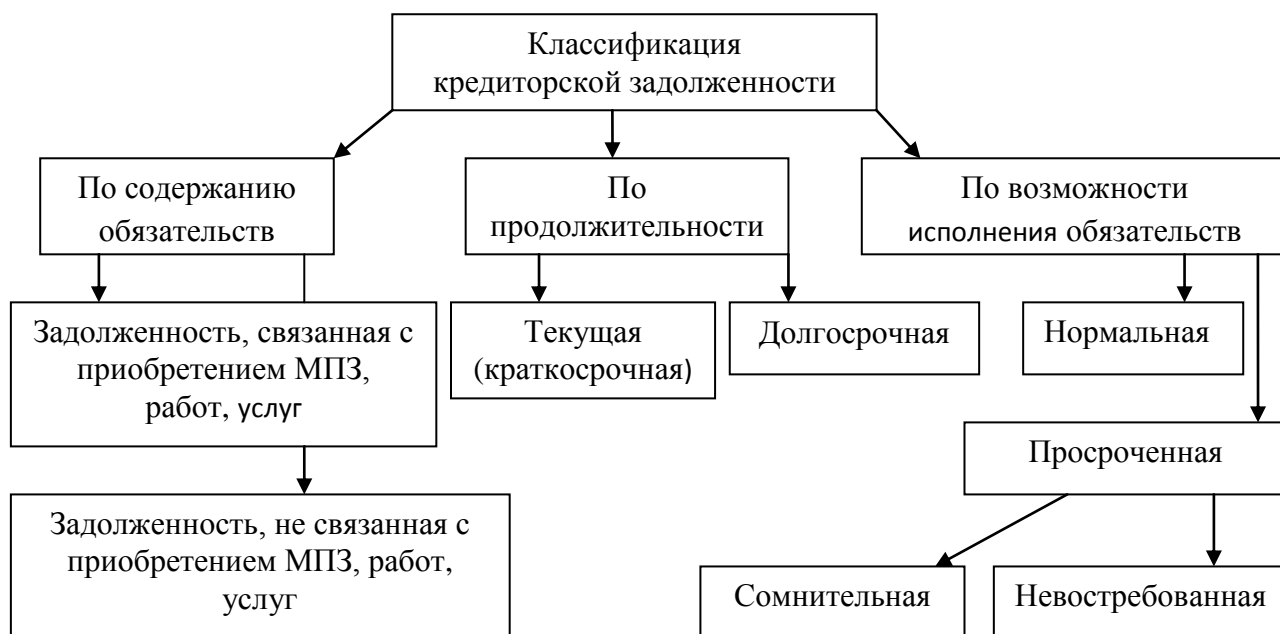 Классификация
кредиторской задолженности
По содержанию
обязательств
По
продолжительности
По возможности
исполнения обязательств
Задолженность, связанная с
приобретением МПЗ,
работ, услуг
Текущая
(краткосрочная)
Долгосрочная
Нормальная
Просроченная
Задолженность, не связанная с
приобретением МПЗ, работ,
услуг
Сомнительная
Невостребованная